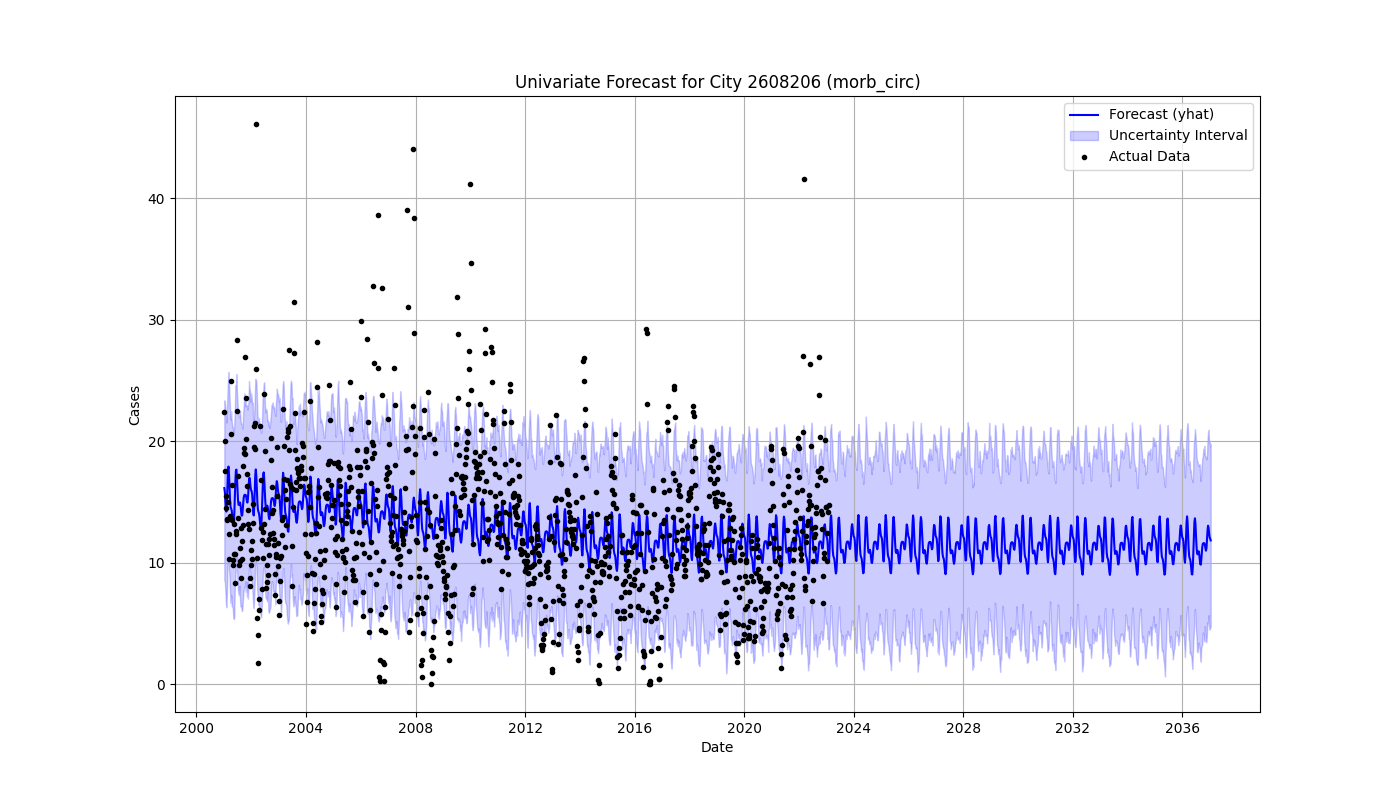 Univariate Forecast for City 2608206 (morb_circ)
Forecast (yhat)
Uncertainty Interval
Actual Data
Cases
40
30
20
10
0
2000 2004 2008 2012 2016 2020 2024 2028 2032 2036
Date